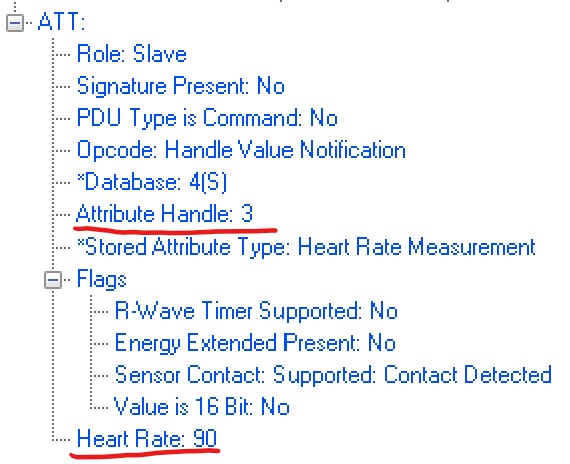 ATT:
Role: Slave
Signature Present: No
PDU Type is Command: No
Opcode: Handle Value Notification
*Database: 4(S)
Attribute Handle: 3
*Stored Attribute Type: Heart Rate Measurement
Flags
R-Wave Timer Supported: No
Energy Extended Present: No
Sensor Contact: Supported: Contact Detected
Value is 16 Bit: No
Heart Rate: 90